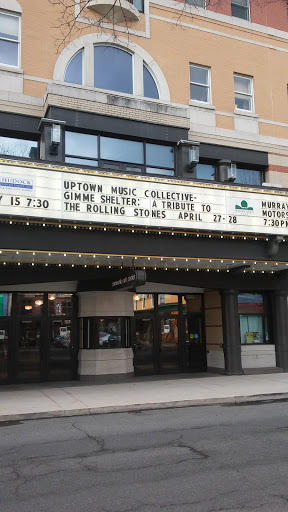 UPTOWN MUSIC COLLECTIVE-
GIMME SHELTER: A TRIBUTE TO
THE ROLLING STONES APRIL 27-28
Y 15 7:30
MURRAY
MOTORS
7:30PM